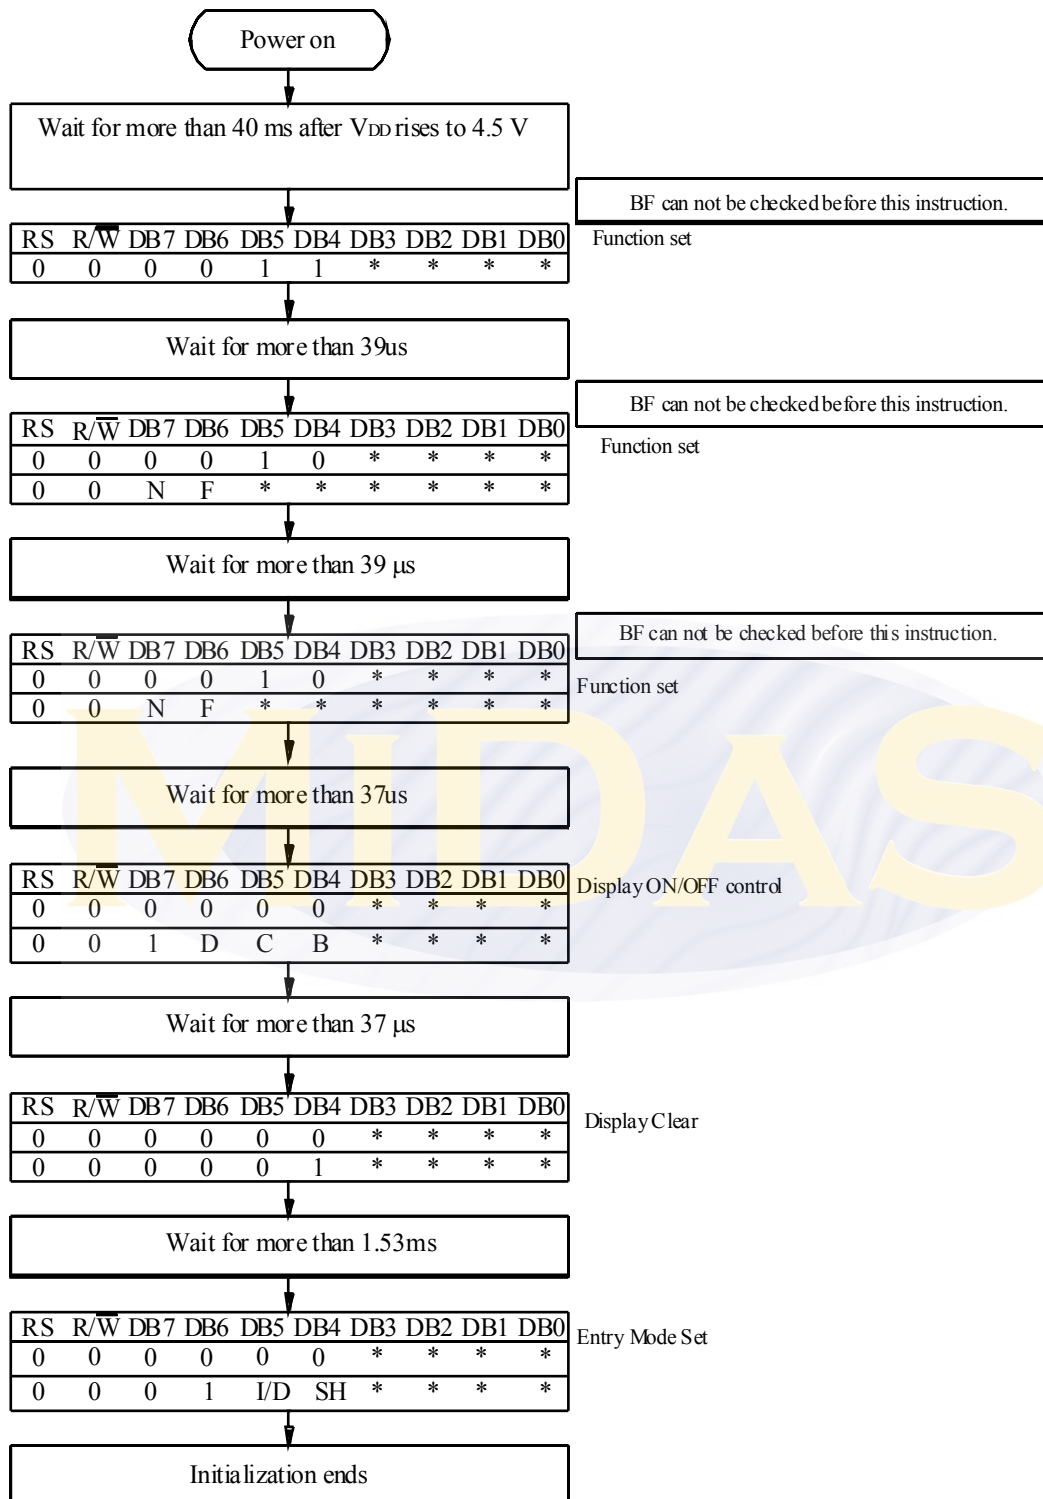 Power on
Wait for more than 40 ms after VDD rises to 4.5 V
BF can not be checked before this instruction.
RS R/W DB7 DB6 DB5 DB4 DB3 DB2 DB1 DB0
Function set
0 0 0 0 1 1 * * * *
Wait for more than 39us
BF can not be checked before this instruction.
RS R/W DB7 DB6 DB5 DB4 DB3 DB2 DB1 DB0
Function set
0 0 0 0 1 0 * * * *
0 0 N F * * * * * *
Wait for more than 39 μs
BF can not be checked before this instruction.
RS R/W DB7 DB6 DB5 DB4 DB3 DB2 DB1 DB0
0 0 0 0 1 0 * * * *
Function set
0 0 N F * * * * * *
MIDAS
Wait for more than 37us
RS R/W DB7 DB6 DB5 DB4 DB3 DB2 DB1 DB0
Display ON/OFF control
0 0 0 0 0 0 * * * *
0 0 1 D C B * * * *
Wait for more than 37 μs
RS R/W DB7 DB6 DB5 DB4 DB3 DB2 DB1 DB0
Display Clear
0 0 0 0 0 0 * * * *
0 0 0 0 0 1 * * * *
Wait for more than 1.53ms
RS R/W DB7 DB6 DB5 DB4 DB3 DB2 DB1 DB0
Entry Mode Set
0 0 0 0 0 0 * * * *
0 0 0 1 I/D SH * * * *
Initialization ends